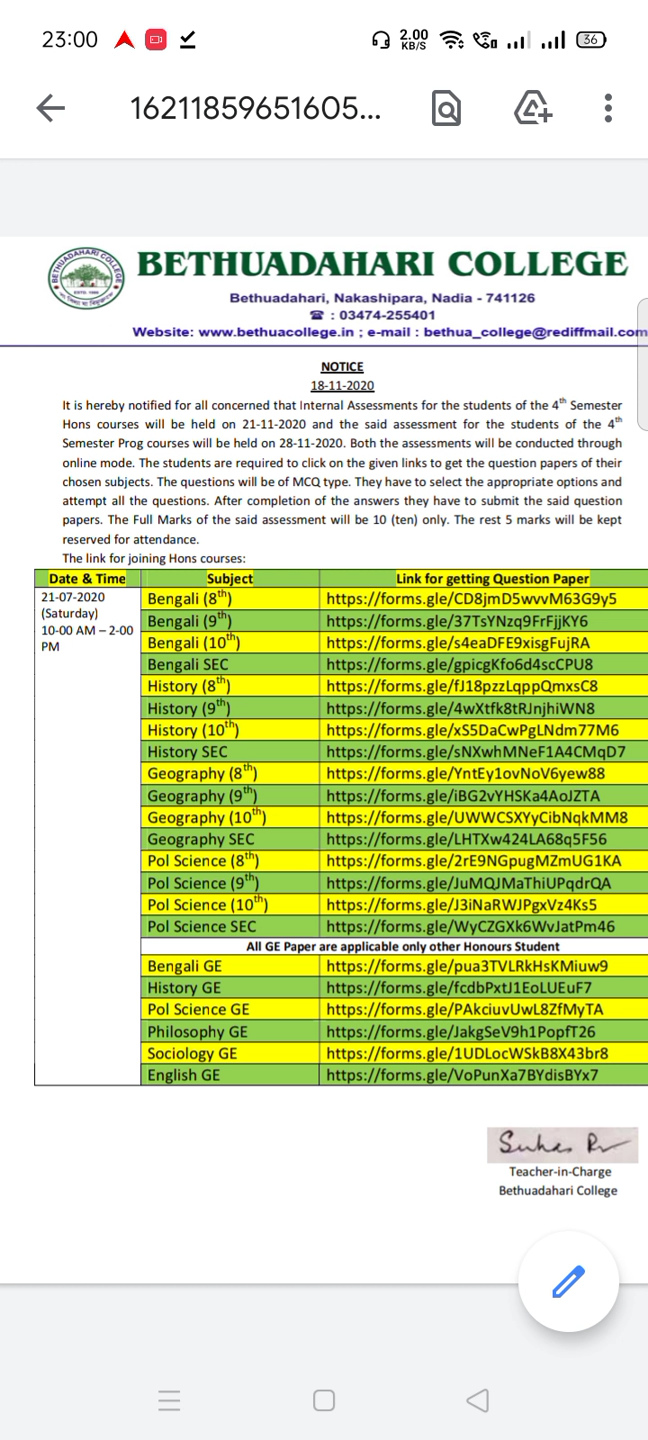 23:00 2.00 KB/S 36
16211859651605...
BETHUADAHARI COLLEGE
BETHUADAHARI COLLEGE
Bethuadahari, Nakashipara, Nadia - 741126
☎ : 03474-255401
Website: www.bethuacollege.in ; e-mail : bethua_college@rediffmail.com
NOTICE
18-11-2020
It is hereby notified for all concerned that Internal Assessments for the students of the 4th Semester
Hons courses will be held on 21-11-2020 and the said assessment for the students of the 4th
Semester Prog courses will be held on 28-11-2020. Both the assessments will be conducted through
online mode. The students are required to click on the given links to get the question papers of their
chosen subjects. The questions will be of MCQ type. They have to select the appropriate options and
attempt all the questions. After completion of the answers they have to submit the said question
papers. The Full Marks of the said assessment will be 10 (ten) only. The rest 5 marks will be kept
reserved for attendance.
The link for joining Hons courses:
Date & Time Subject Link for getting Question Paper
21-07-2020
(Saturday)
10-00 AM – 2-00
PM
Bengali (8th) https://forms.gle/CD8jmD5wvvM63G9y5
Bengali (9th) https://forms.gle/37TsYNzq9FrFjjKY6
Bengali (10th) https://forms.gle/s4eaDFE9xisgFujRA
Bengali SEC https://forms.gle/gpicgKfo6d4scCPU8
History (8th) https://forms.gle/fJ18pzzLqppQmxsC8
History (9th) https://forms.gle/4wXtfk8tRJnjhiWN8
History (10th) https://forms.gle/xS5DaCwPgLNdm77M6
History SEC https://forms.gle/sNXwhMNeF1A4CMqD7
Geography (8th) https://forms.gle/YntEy1ovNoV6yew88
Geography (9th) https://forms.gle/iBG2vYHSKa4AoJZTA
Geography (10th) https://forms.gle/UWWCSXYyCibNqkMM8
Geography SEC https://forms.gle/LHTXw424LA68q5F56
Pol Science (8th) https://forms.gle/2rE9NGpugMZmUG1KA
Pol Science (9th) https://forms.gle/JuMQJMaThiUPqdrQA
Pol Science (10th) https://forms.gle/J3iNaRWJPgxVz4Ks5
Pol Science SEC https://forms.gle/WyCZGXk6WvJatPm46
All GE Paper are applicable only other Honours Student
Bengali GE https://forms.gle/pua3TVLRkHsKMiuw9
History GE https://forms.gle/fcdbPxtJ1EoLUEuF7
Pol Science GE https://forms.gle/PAkciuvUwL8ZfMyTA
Philosophy GE https://forms.gle/JakgSeV9h1PopfT26
Sociology GE https://forms.gle/1UDLocWSkB8X43br8
English GE https://forms.gle/VoPunXa7BYdisBYx7
Teacher-in-Charge
Bethuadahari College